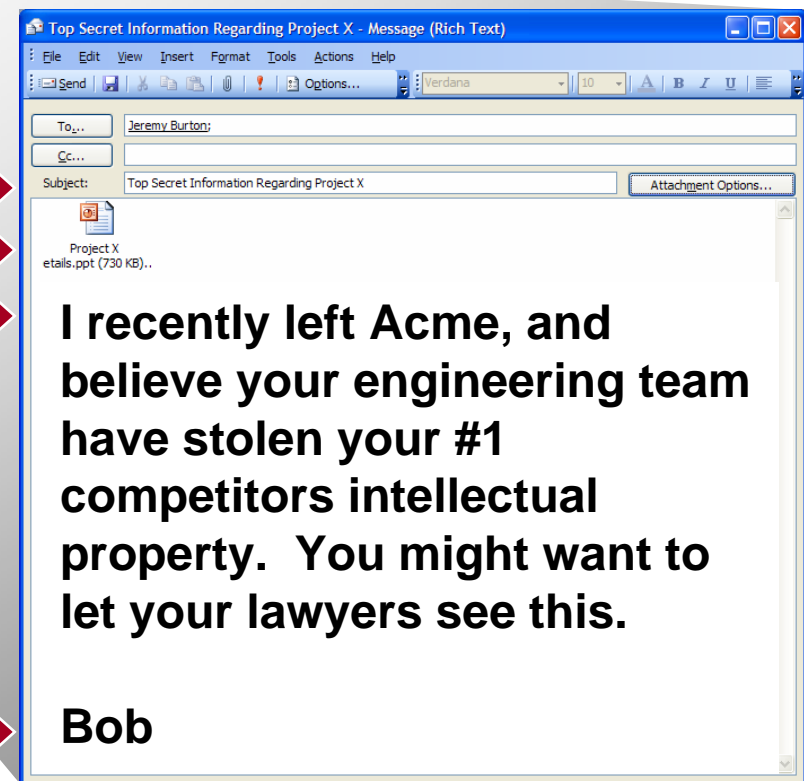 Top Secret Information Regarding Project X - Message (Rich Text)
File Edit View Insert Format Tools Actions Help
Send Options... Verdana 10 A B I U
To... Jeremy Burton;
Cc...
Subject: Top Secret Information Regarding Project X Attachment Options...
Project X
etails.ppt (730 KB)..
I recently left Acme, and
believe your engineering team
have stolen your #1
competitors intellectual
property. You might want to
let your lawyers see this.
Bob